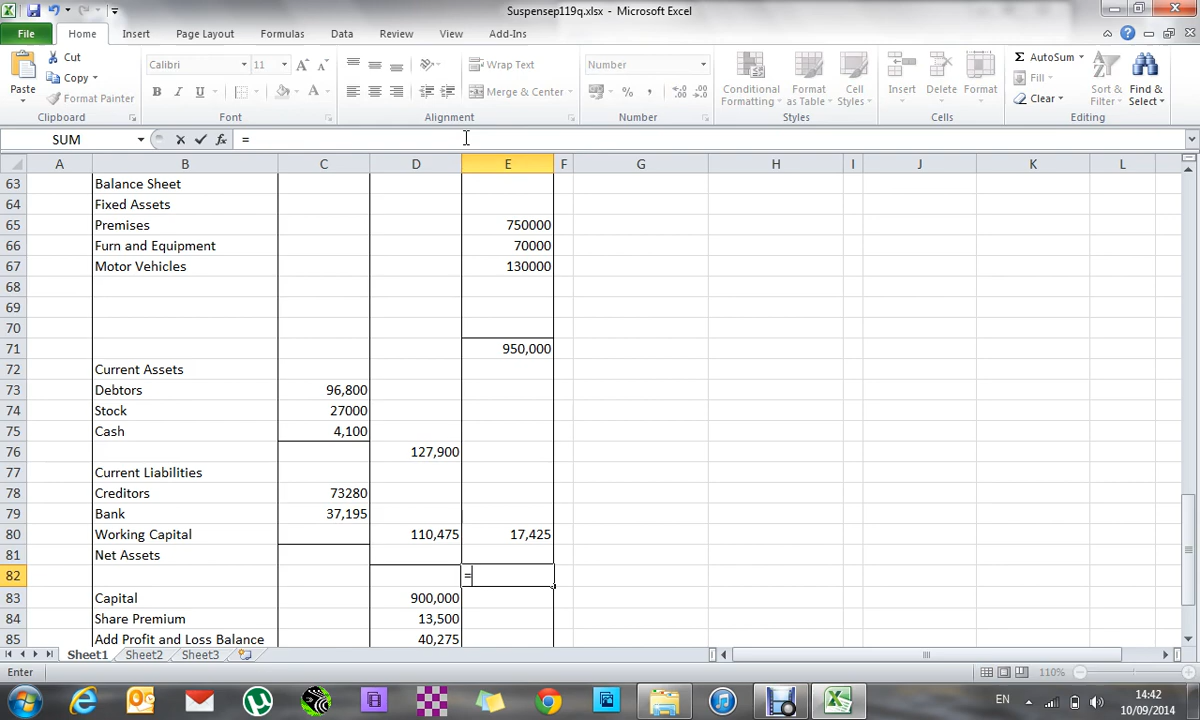 Suspensep119q.xlsx - Microsoft Excel
File Home Insert Page Layout Formulas Data Review View Add-Ins
Paste Cut Copy Format Painter Clipboard
Calibri 11 A A B I U A Font
Wrap Text Merge & Center Alignment
Number % , Number
Conditional Formatting Format as Table Cell Styles Styles
Insert Delete Format Cells
Σ AutoSum Fill Clear Sort & Filter Find & Select Editing
SUM fx =
A B C D E F G H I J K L
63 Balance Sheet
64 Fixed Assets
65 Premises 750000
66 Furn and Equipment 70000
67 Motor Vehicles 130000
68
69
70
71 950,000
72 Current Assets
73 Debtors 96,800
74 Stock 27000
75 Cash 4,100
76 127,900
77 Current Liabilities
78 Creditors 73280
79 Bank 37,195
80 Working Capital 110,475 17,425
81 Net Assets
82 =
83 Capital 900,000
84 Share Premium 13,500
85 Add Profit and Loss Balance 40,275
Sheet1 Sheet2 Sheet3
Enter 110%
EN 14:42
10/09/2014